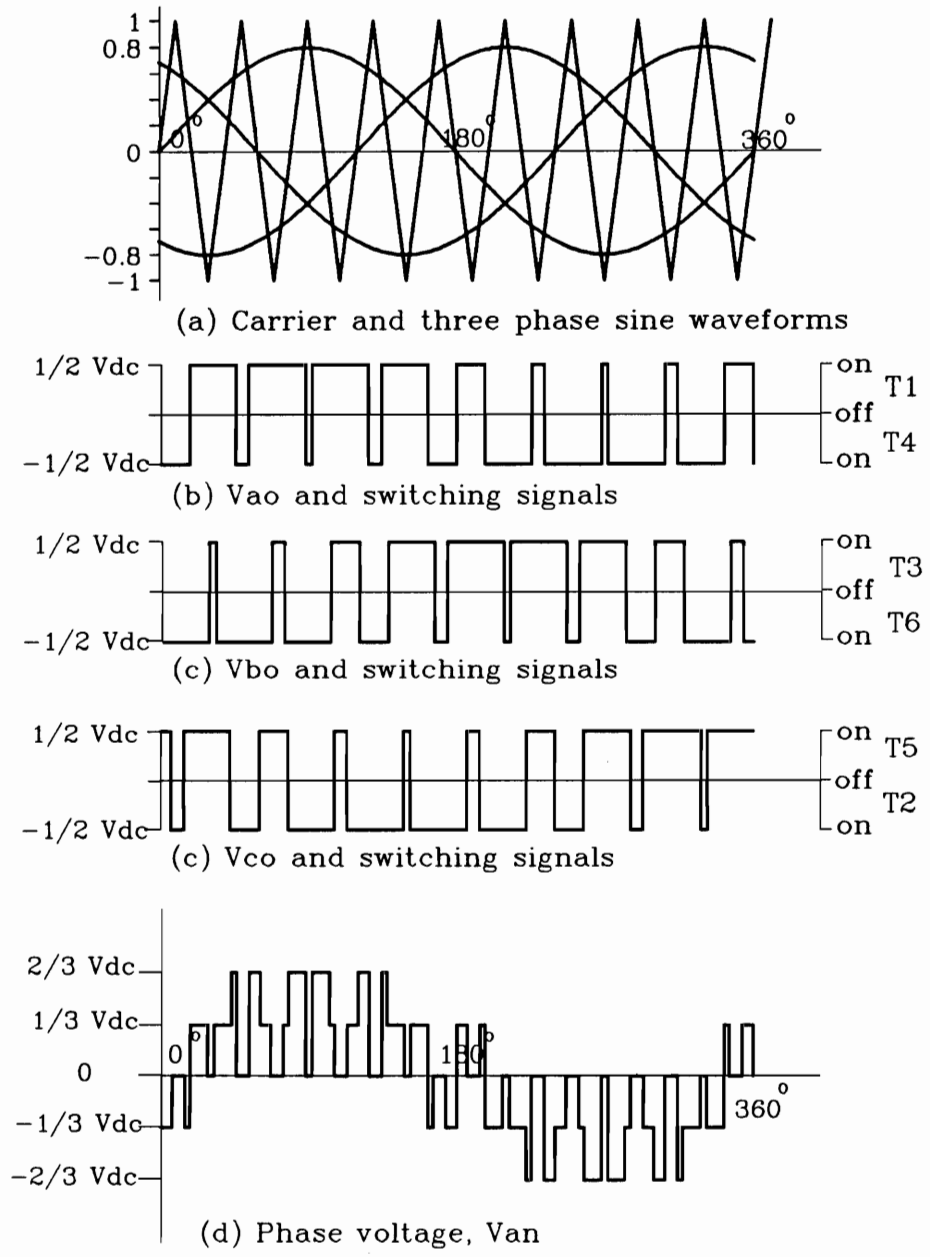 1
0.8
0° 180° 360°
0
−0.8
−1
(a) Carrier and three phase sine waveforms
1/2 Vdc on
T1
off
T4
−1/2 Vdc on
(b) Vao and switching signals
1/2 Vdc on
T3
off
T6
−1/2 Vdc on
(c) Vbo and switching signals
1/2 Vdc on
T5
off
T2
−1/2 Vdc on
(c) Vco and switching signals
2/3 Vdc
1/3 Vdc
0° 180°
0
360°
−1/3 Vdc
−2/3 Vdc
(d) Phase voltage, Van